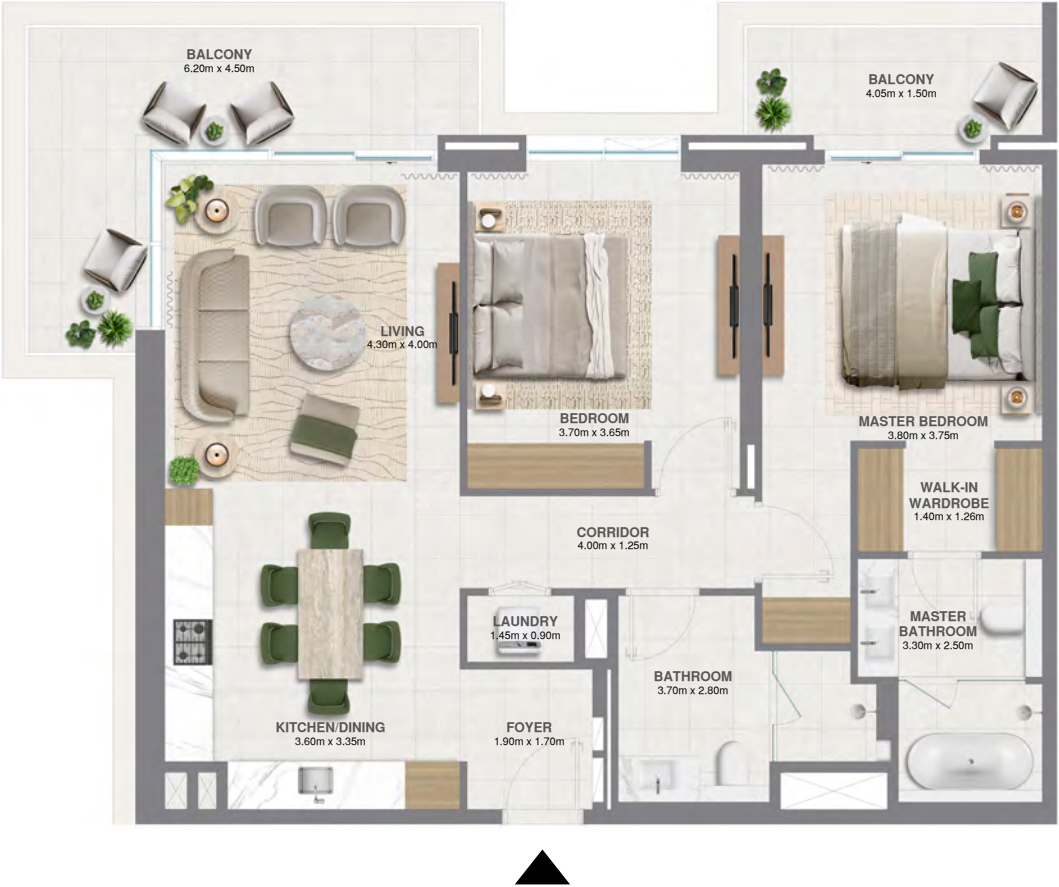 BALCONY
6.20m x 4.50m
BALCONY
4.05m x 1.50m
LIVING
4.30m x 4.00m
BEDROOM
3.70m x 3.65m
MASTER BEDROOM
3.80m x 3.75m
WALK-IN
WARDROBE
1.40m x 1.26m
CORRIDOR
4.00m x 1.25m
LAUNDRY
1.45m x 0.90m
MASTER
BATHROOM
3.30m x 2.50m
BATHROOM
3.70m x 2.80m
KITCHEN/DINING
3.60m x 3.35m
FOYER
1.90m x 1.70m